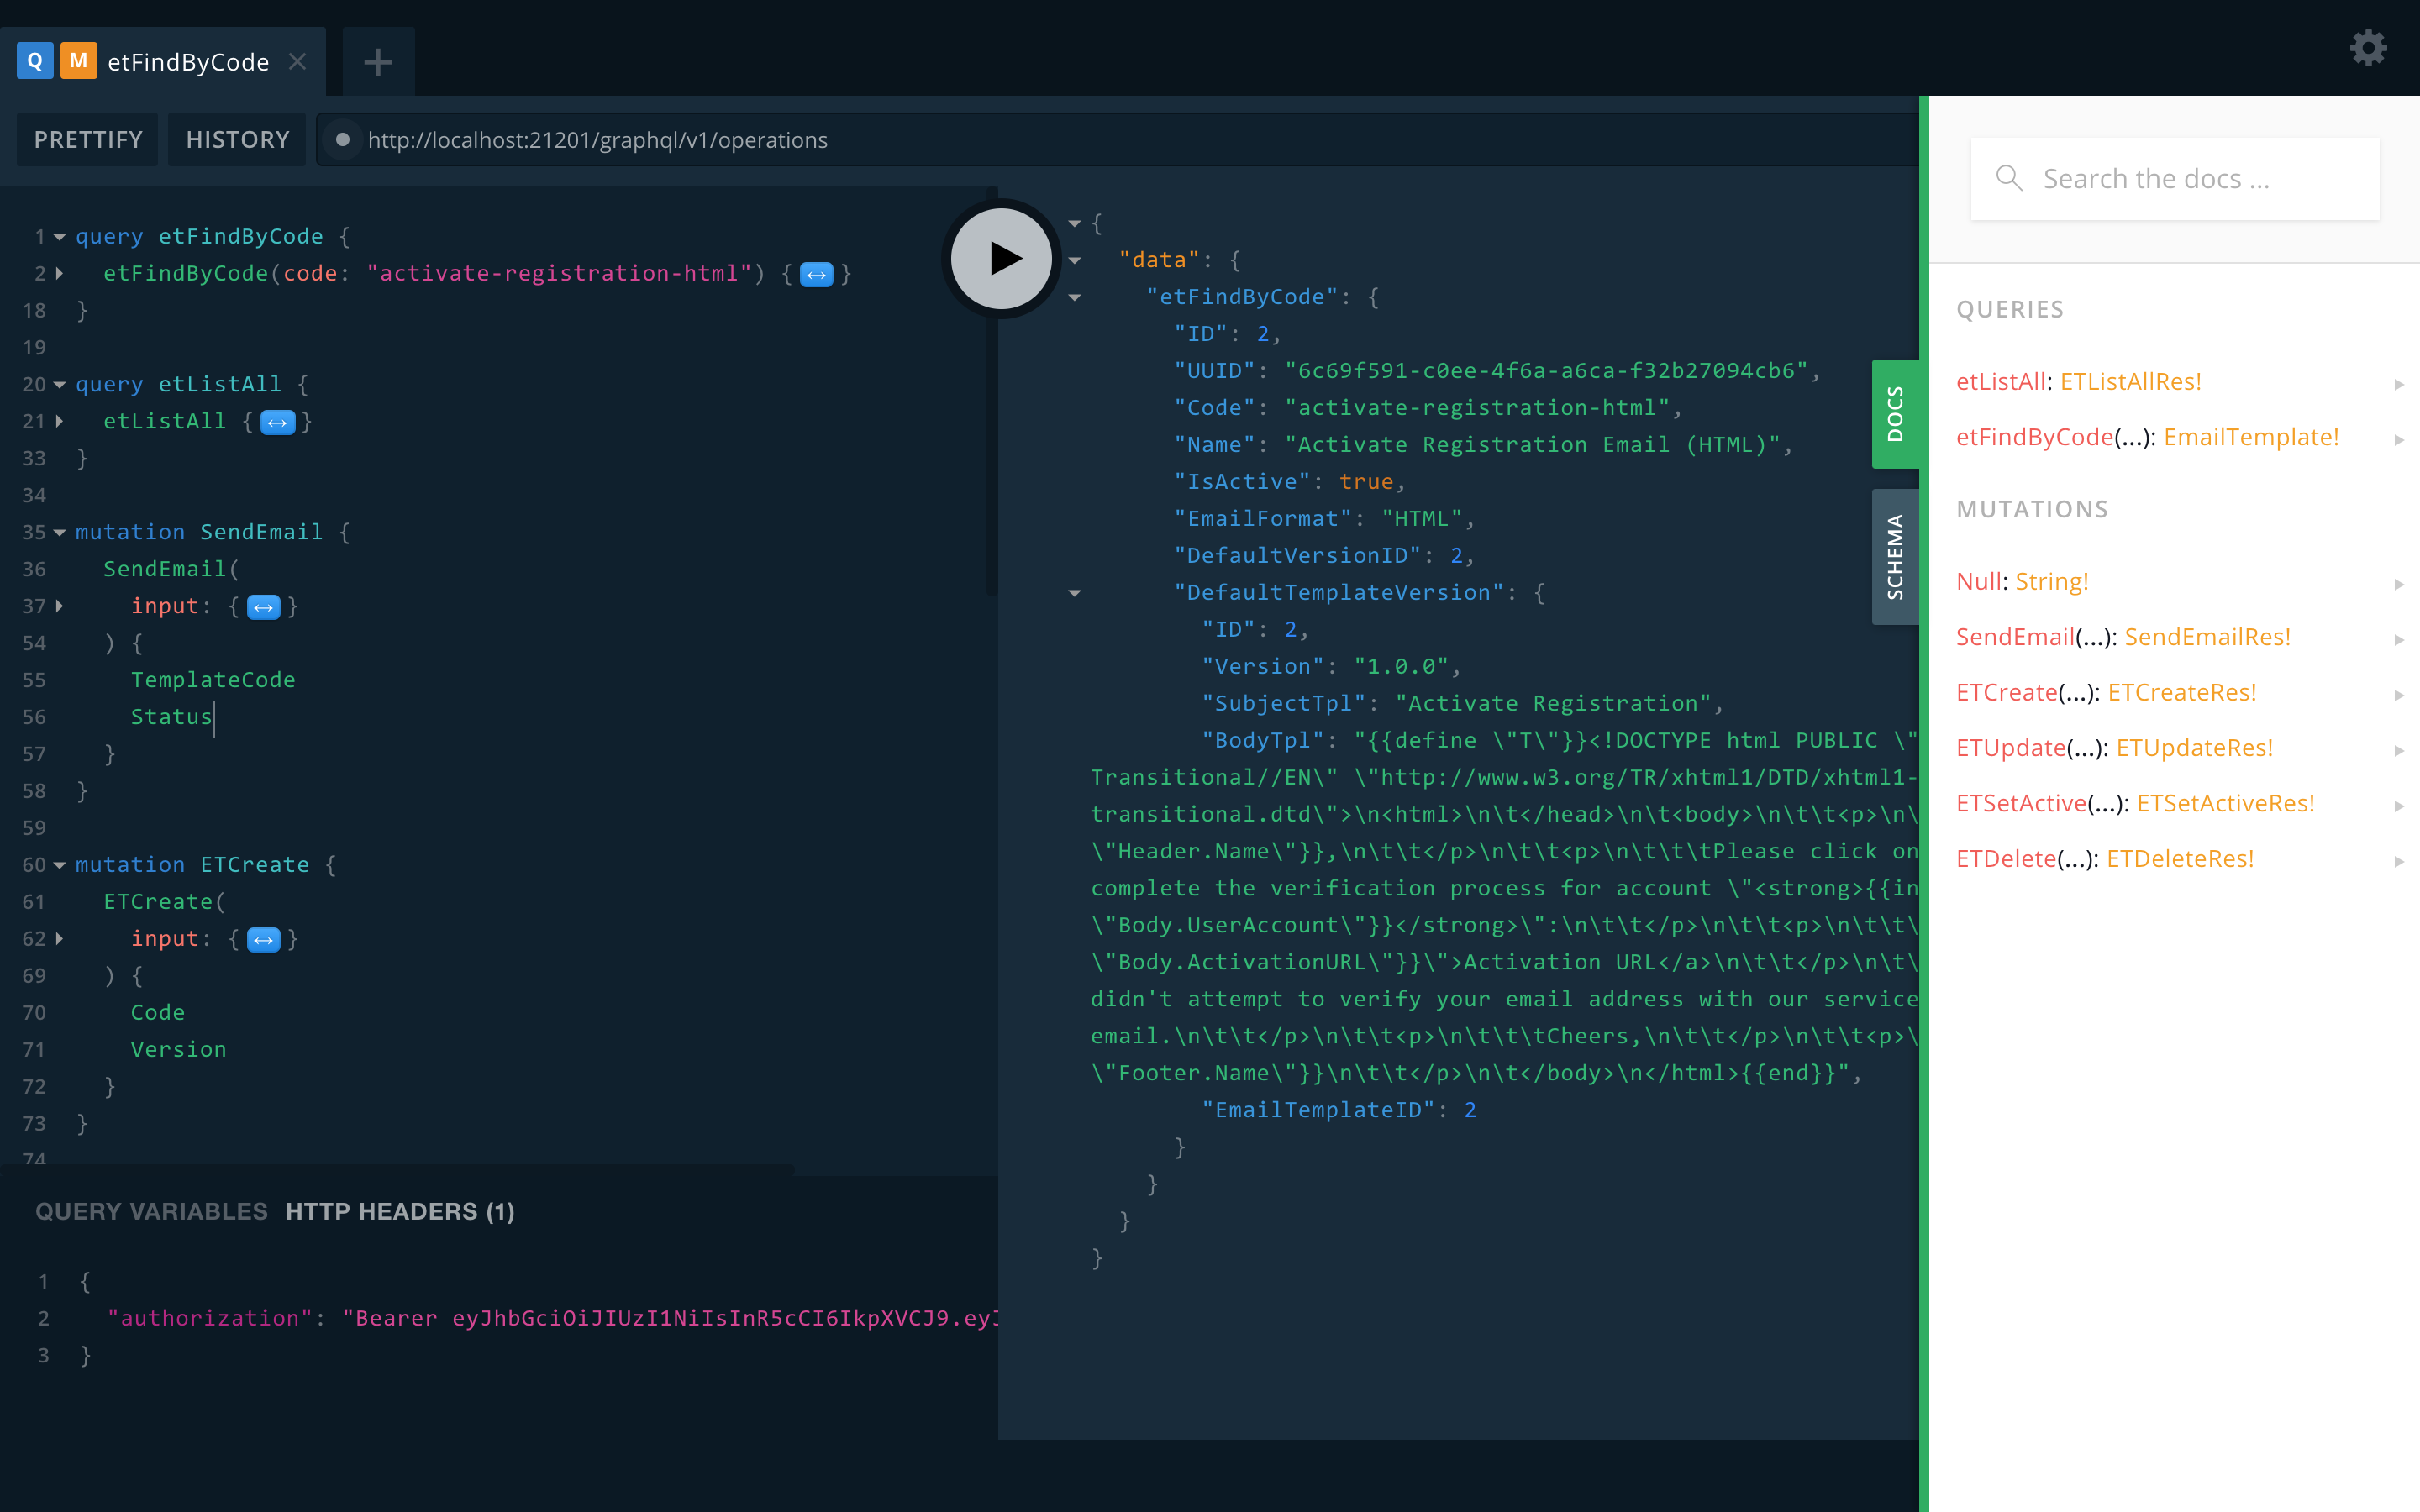 Q M etFindByCode
PRETTIFY HISTORY http://localhost:21201/graphql/v1/operations
1 query etFindByCode {
2 etFindByCode(code: "activate-registration-html") {↔}
18 }
19
20 query etListAll {
21 etListAll {↔}
33 }
34
35 mutation SendEmail {
36 SendEmail(
37 input: {↔}
54 ) {
55 TemplateCode
56 Status
57 }
58 }
59
60 mutation ETCreate {
61 ETCreate(
62 input: {↔}
69 ) {
70 Code
71 Version
72 }
73 }
74
QUERY VARIABLES HTTP HEADERS (1)
1 {
2 "authorization": "Bearer eyJhbGciOiJIUzI1NiIsInR5cCI6IkpXVCJ9.eyJ
3 }
{
"data": {
"etFindByCode": {
"ID": 2,
"UUID": "6c69f591-c0ee-4f6a-a6ca-f32b27094cb6",
"Code": "activate-registration-html",
"Name": "Activate Registration Email (HTML)",
"IsActive": true,
"EmailFormat": "HTML",
"DefaultVersionID": 2,
"DefaultTemplateVersion": {
"ID": 2,
"Version": "1.0.0",
"SubjectTpl": "Activate Registration",
"BodyTpl": "{{define \"T\"}}<!DOCTYPE html PUBLIC \"
Transitional//EN\" \"http://www.w3.org/TR/xhtml1/DTD/xhtml1-
transitional.dtd\">\n<html>\n\t</head>\n\t<body>\n\t\t<p>\n\
\"Header.Name\"}},\n\t\t</p>\n\t\t<p>\n\t\t\tPlease click on
complete the verification process for account \"<strong>{{in
\"Body.UserAccount\"}}</strong>\":\n\t\t</p>\n\t\t<p>\n\t\t\
\"Body.ActivationURL\"}}\">Activation URL</a>\n\t\t</p>\n\t\
didn't attempt to verify your email address with our service
email.\n\t\t</p>\n\t\t<p>\n\t\t\tCheers,\n\t\t</p>\n\t\t<p>\
\"Footer.Name\"}}\n\t\t</p>\n\t</body>\n</html>{{end}}",
"EmailTemplateID": 2
}
}
}
}
DOCS
SCHEMA
Search the docs ...
QUERIES
etListAll: ETListAllRes!
etFindByCode(...): EmailTemplate!
MUTATIONS
Null: String!
SendEmail(...): SendEmailRes!
ETCreate(...): ETCreateRes!
ETUpdate(...): ETUpdateRes!
ETSetActive(...): ETSetActiveRes!
ETDelete(...): ETDeleteRes!